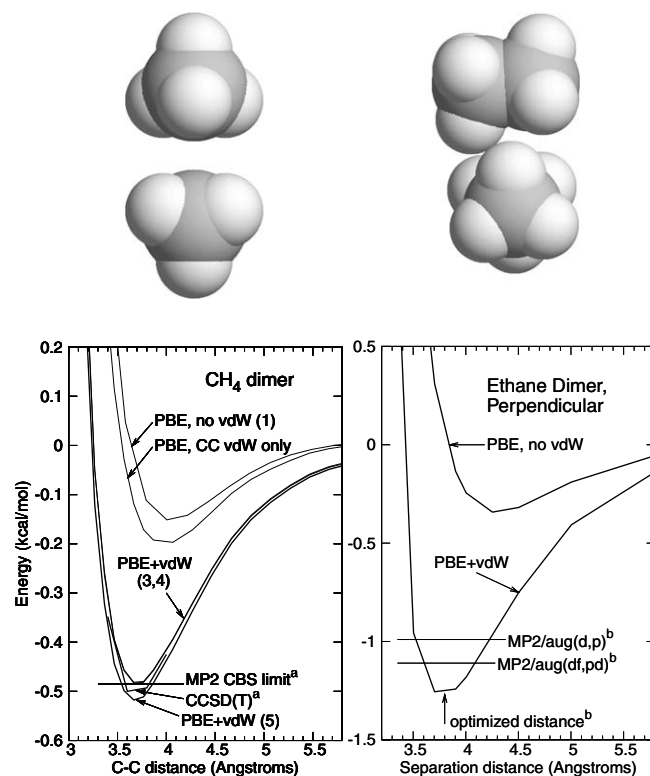 0.2
0.1
0
-0.1
-0.2
-0.3
-0.4
-0.5
-0.6
Energy (kcal/mol)
CH₄ dimer
PBE, no vdW (1)
PBE, CC vdW only
PBE+vdW
(3,4)
MP2 CBS limitᵃ
CCSD(T)ᵃ
PBE+vdW (5)
3 3.5 4 4.5 5 5.5
C-C distance (Angstroms)
0.5
0
-0.5
-1
-1.5
Ethane Dimer,
Perpendicular
PBE, no vdW
PBE+vdW
MP2/aug(d,p)ᵇ
MP2/aug(df,pd)ᵇ
optimized distanceᵇ
3.5 4 4.5 5 5.5
Separation distance (Angstroms)